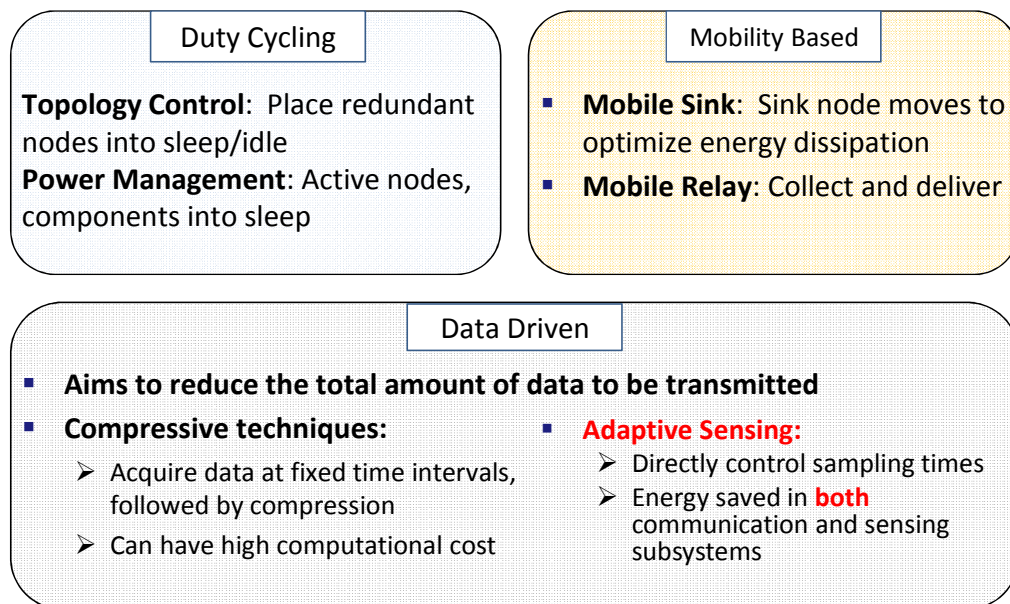 Duty Cycling
Topology Control: Place redundant
nodes into sleep/idle
Power Management: Active nodes,
components into sleep
Mobility Based
▪ Mobile Sink: Sink node moves to
optimize energy dissipation
▪ Mobile Relay: Collect and deliver
Data Driven
▪ Aims to reduce the total amount of data to be transmitted
▪ Compressive techniques:
➢ Acquire data at fixed time intervals,
followed by compression
➢ Can have high computational cost
▪ Adaptive Sensing:
➢ Directly control sampling times
➢ Energy saved in both
communication and sensing
subsystems